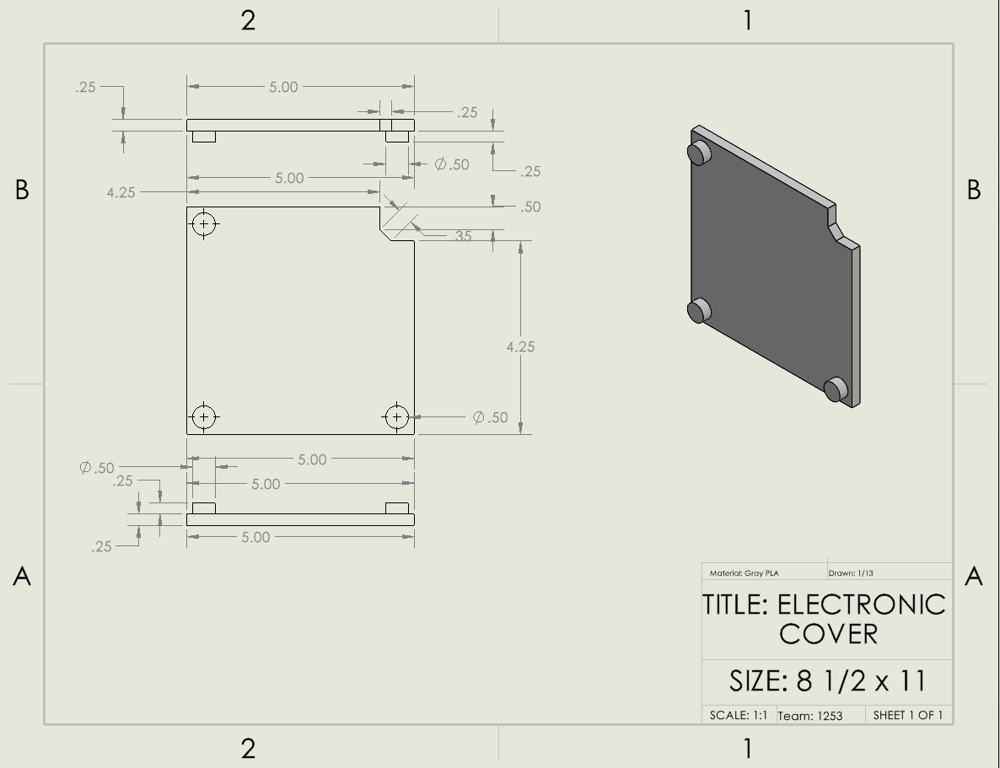 2
1
.25
5.00
.25
⌀.50
.25
5.00
4.25
B
B
.50
.35
4.25
⌀.50
5.00
⌀.50
.25
5.00
5.00
.25
A
A
Material: Gray PLA
Drawn: 1/13
TITLE: ELECTRONIC
COVER
SIZE: 8 1/2 x 11
SCALE: 1:1
Team: 1253
SHEET 1 OF 1
2
1